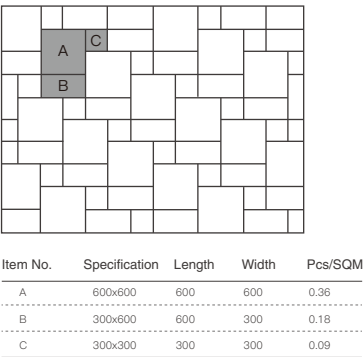 C
A
B
Item No. Specification Length Width Pcs/SQM
A 600x600 600 600 0.36
B 300x600 600 300 0.18
C 300x300 300 300 0.09